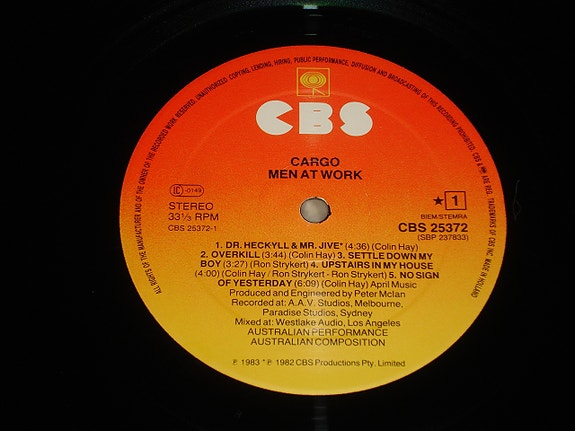 ALL RIGHTS OF THE MANUFACTURER AND OF THE OWNER OF THE RECORDED WORK RESERVED. UNAUTHORIZED COPYING, LENDING, HIRING, PUBLIC PERFORMANCE, DIFFUSION AND BROADCASTING OF THIS RECORD PROHIBITED. CBS & ARE REG. TRADEMARKS OF CBS INC. MADE IN HOLLAND
CBS
CARGO
MEN AT WORK
LC-0149
STEREO
33⅓ RPM
CBS 25372-1
★ 1
BIEM/STEMRA
CBS 25372
(SBP 237833)
1. DR. HECKYLL & MR. JIVE* (4:36) (Colin Hay)
2. OVERKILL (3:44) (Colin Hay) 3. SETTLE DOWN MY
BOY (3:27) (Ron Strykert) 4. UPSTAIRS IN MY HOUSE
(4:00) (Colin Hay / Ron Strykert - Ron Strykert) 5. NO SIGN
OF YESTERDAY (6:09) (Colin Hay) April Music
Produced and Engineered by Peter McIan
Recorded at: A.A.V. Studios, Melbourne,
Paradise Studios, Sydney
Mixed at: Westlake Audio, Los Angeles
AUSTRALIAN PERFORMANCE
AUSTRALIAN COMPOSITION
℗ 1983 *℗ 1982 CBS Productions Pty. Limited